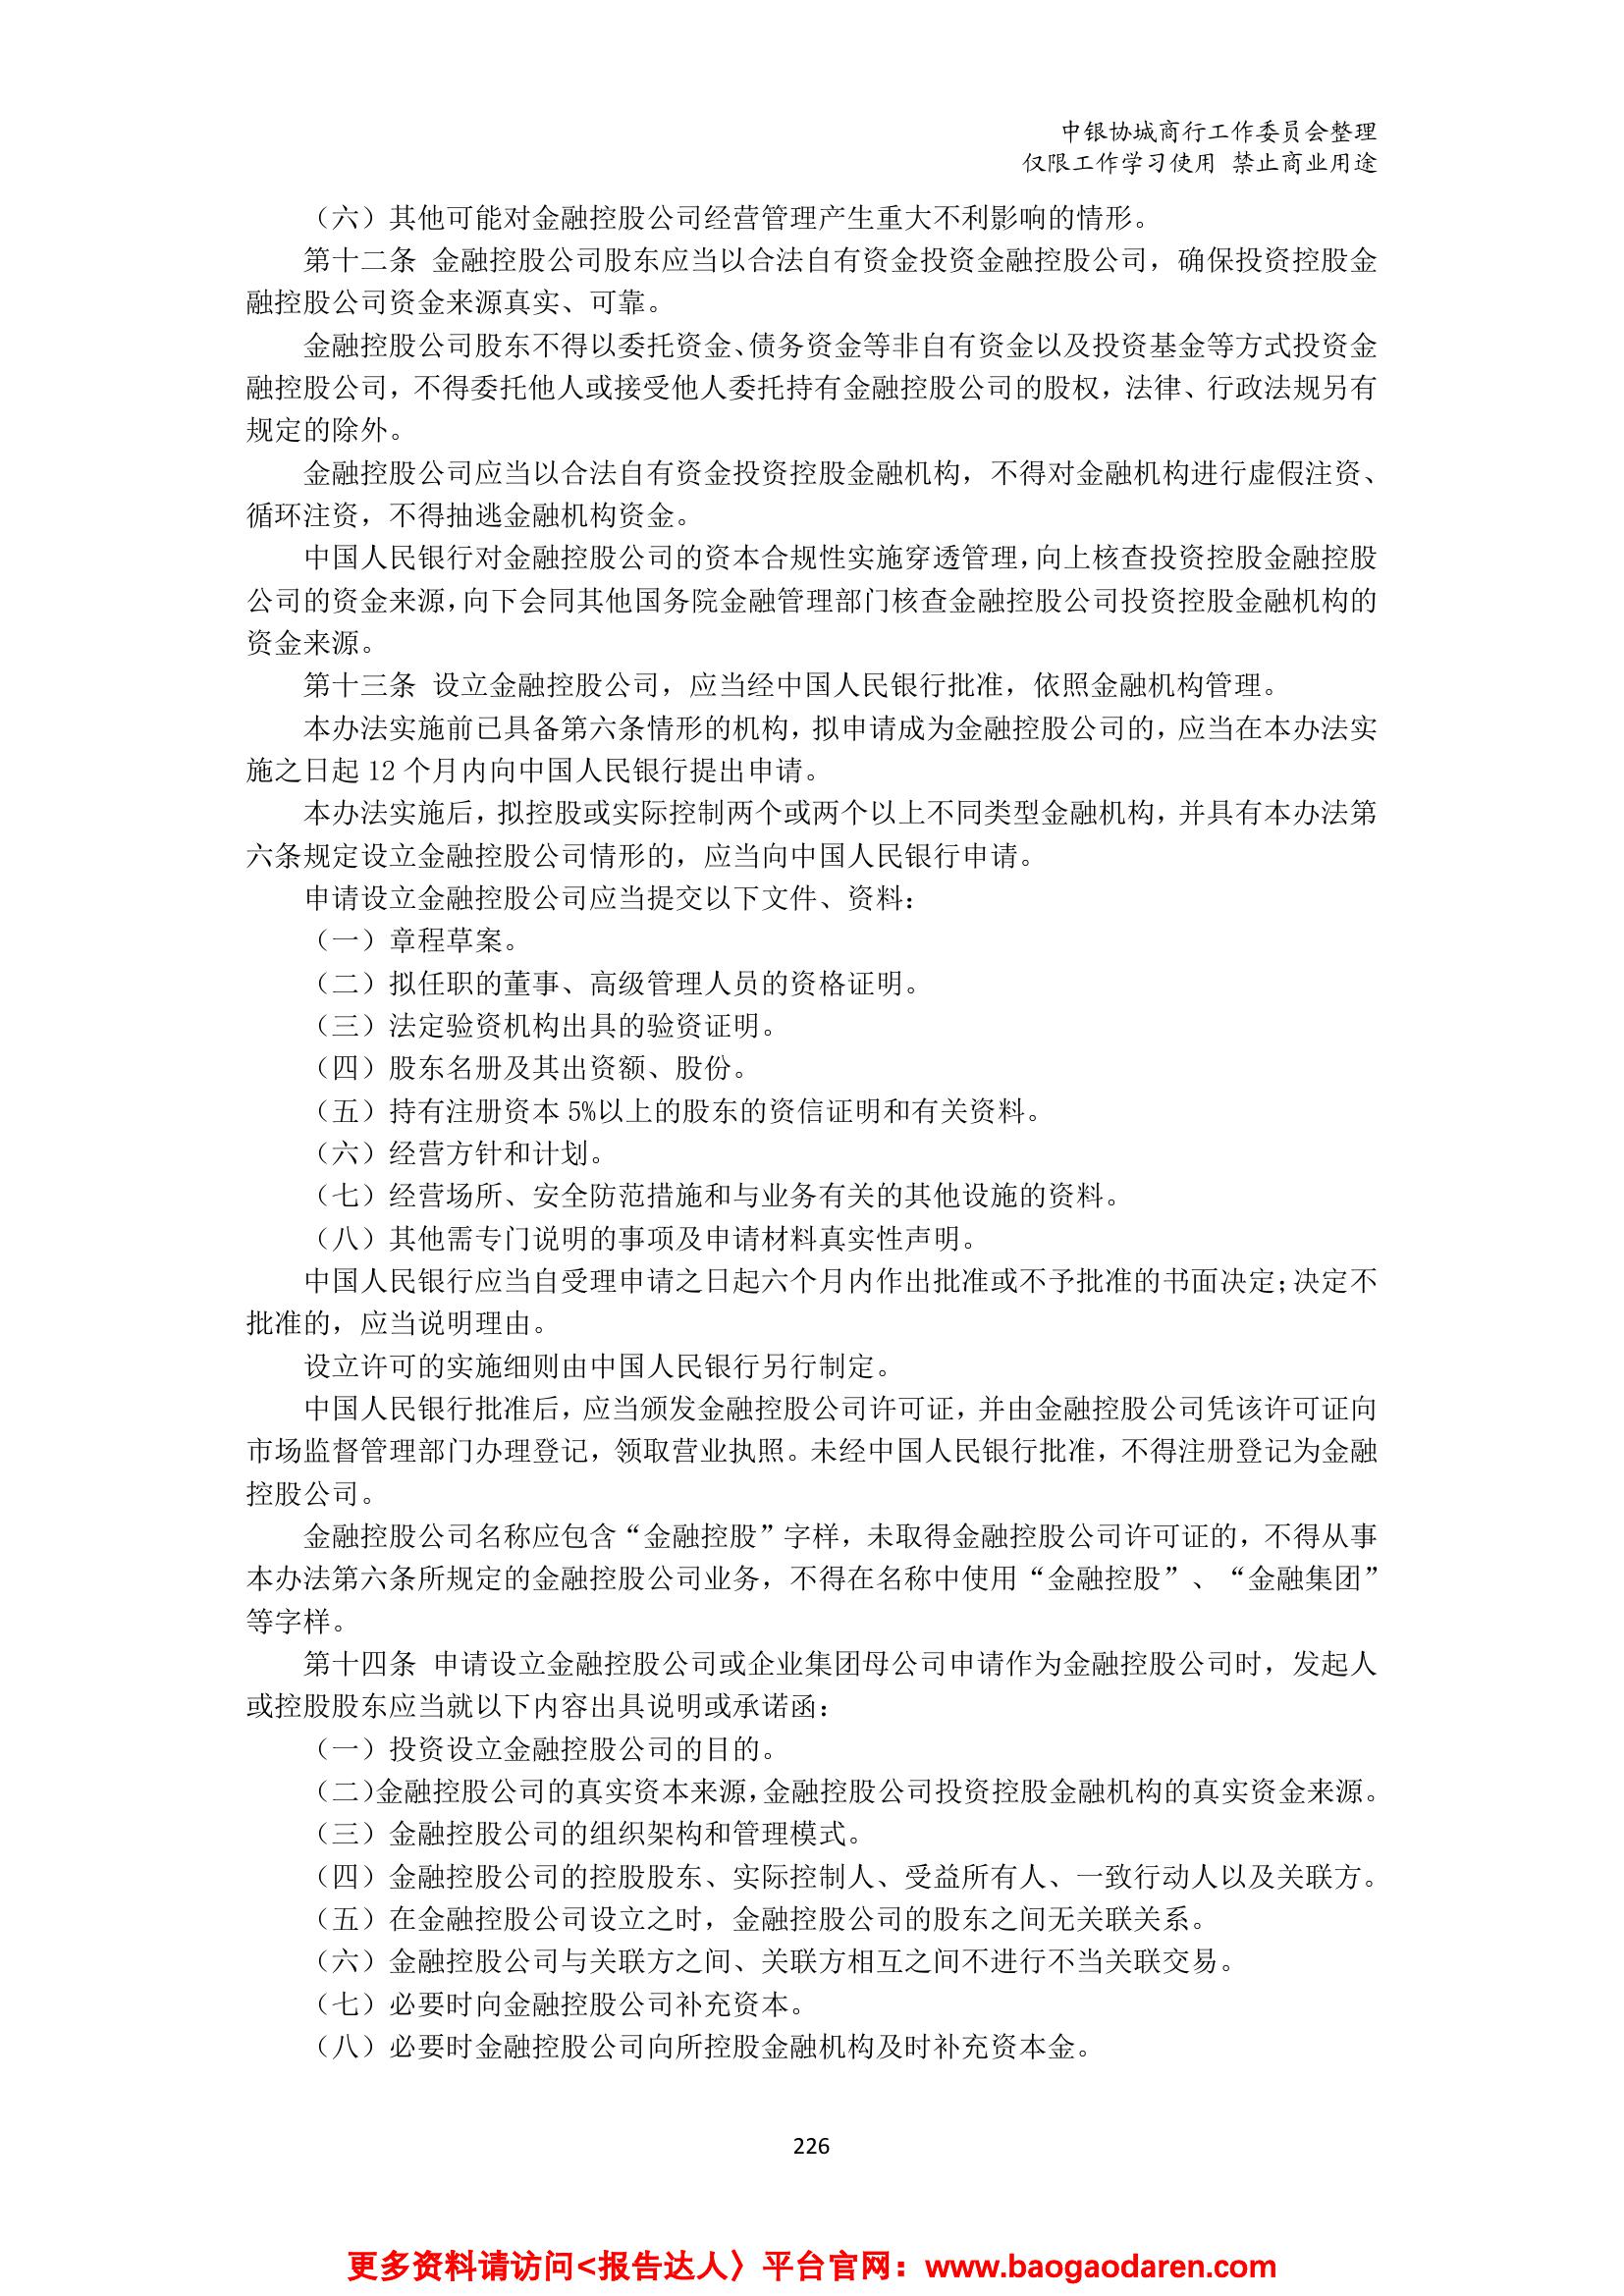 中银协城商行工作委员会整理
仅限工作学习使用 禁止商业用途
（六）其他可能对金融控股公司经营管理产生重大不利影响的情形。
第十二条 金融控股公司股东应当以合法自有资金投资金融控股公司，确保投资控股金
融控股公司资金来源真实、可靠。
金融控股公司股东不得以委托资金、债务资金等非自有资金以及投资基金等方式投资金
融控股公司，不得委托他人或接受他人委托持有金融控股公司的股权，法律、行政法规另有
规定的除外。
金融控股公司应当以合法自有资金投资控股金融机构，不得对金融机构进行虚假注资、
循环注资，不得抽逃金融机构资金。
中国人民银行对金融控股公司的资本合规性实施穿透管理，向上核查投资控股金融控股
公司的资金来源，向下会同其他国务院金融管理部门核查金融控股公司投资控股金融机构的
资金来源。
第十三条 设立金融控股公司，应当经中国人民银行批准，依照金融机构管理。
本办法实施前已具备第六条情形的机构，拟申请成为金融控股公司的，应当在本办法实
施之日起 12 个月内向中国人民银行提出申请。
本办法实施后，拟控股或实际控制两个或两个以上不同类型金融机构，并具有本办法第
六条规定设立金融控股公司情形的，应当向中国人民银行申请。
申请设立金融控股公司应当提交以下文件、资料：
（一）章程草案。
（二）拟任职的董事、高级管理人员的资格证明。
（三）法定验资机构出具的验资证明。
（四）股东名册及其出资额、股份。
（五）持有注册资本 5%以上的股东的资信证明和有关资料。
（六）经营方针和计划。
（七）经营场所、安全防范措施和与业务有关的其他设施的资料。
（八）其他需专门说明的事项及申请材料真实性声明。
中国人民银行应当自受理申请之日起六个月内作出批准或不予批准的书面决定；决定不
批准的，应当说明理由。
设立许可的实施细则由中国人民银行另行制定。
中国人民银行批准后，应当颁发金融控股公司许可证，并由金融控股公司凭该许可证向
市场监督管理部门办理登记，领取营业执照。未经中国人民银行批准，不得注册登记为金融
控股公司。
金融控股公司名称应包含“金融控股”字样，未取得金融控股公司许可证的，不得从事
本办法第六条所规定的金融控股公司业务，不得在名称中使用“金融控股”、“金融集团”
等字样。
第十四条 申请设立金融控股公司或企业集团母公司申请作为金融控股公司时，发起人
或控股股东应当就以下内容出具说明或承诺函：
（一）投资设立金融控股公司的目的。
（二）金融控股公司的真实资本来源，金融控股公司投资控股金融机构的真实资金来源。
（三）金融控股公司的组织架构和管理模式。
（四）金融控股公司的控股股东、实际控制人、受益所有人、一致行动人以及关联方。
（五）在金融控股公司设立之时，金融控股公司的股东之间无关联关系。
（六）金融控股公司与关联方之间、关联方相互之间不进行不当关联交易。
（七）必要时向金融控股公司补充资本。
（八）必要时金融控股公司向所控股金融机构及时补充资本金。
226
更多资料请访问<报告达人〉平台官网：www.baogaodaren.com